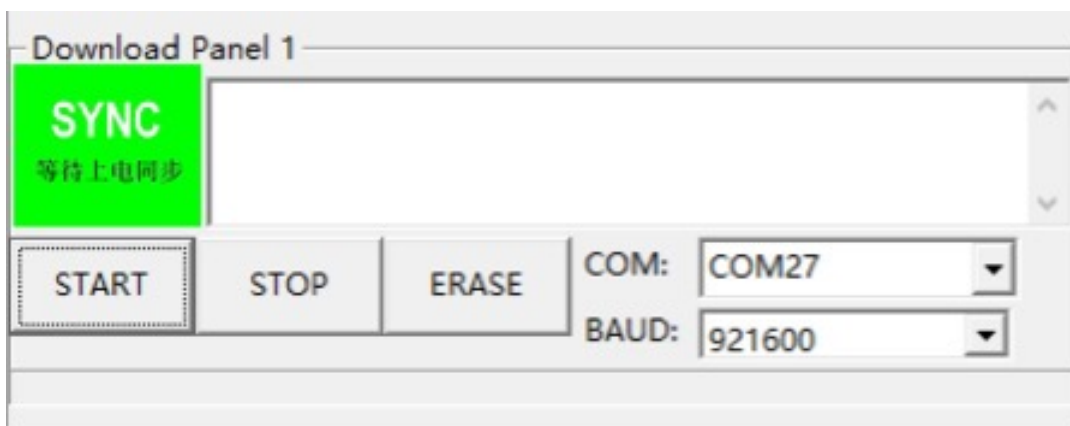 Download Panel 1
SYNC
等待上电同步
START STOP ERASE
COM: COM27
BAUD: 921600